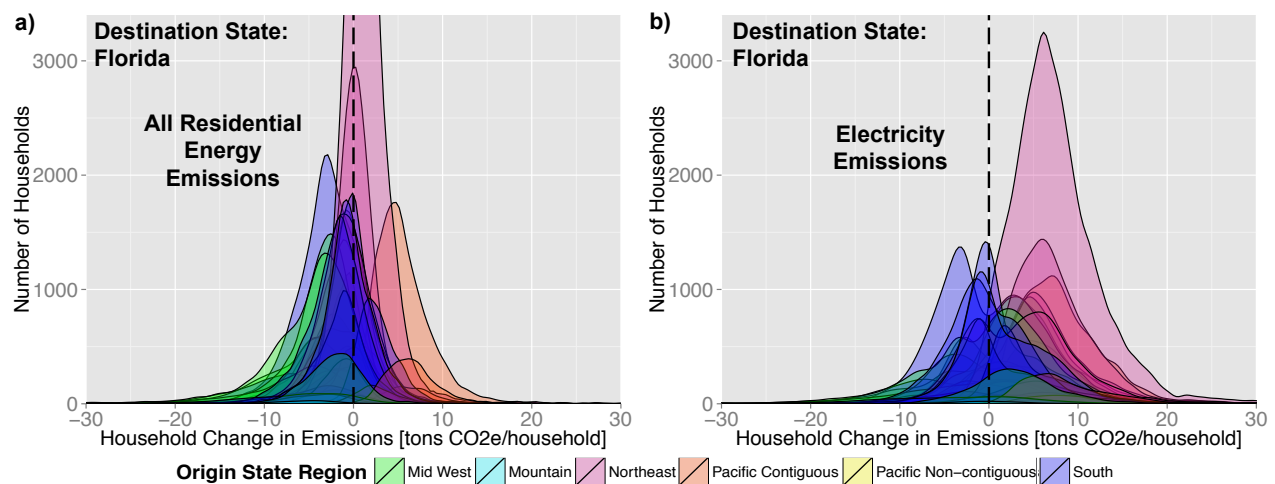 a)
Destination State:
Florida
All Residential
Energy
Emissions
Number of Households
3000
2000
1000
0
−30 −20 −10 0 10 20 30
Household Change in Emissions [tons CO2e/household]
b)
Destination State:
Florida
Electricity
Emissions
Number of Households
3000
2000
1000
0
−30 −20 −10 0 10 20 30
Household Change in Emissions [tons CO2e/household]
Origin State Region Mid West Mountain Northeast Pacific Contiguous Pacific Non−contiguous South